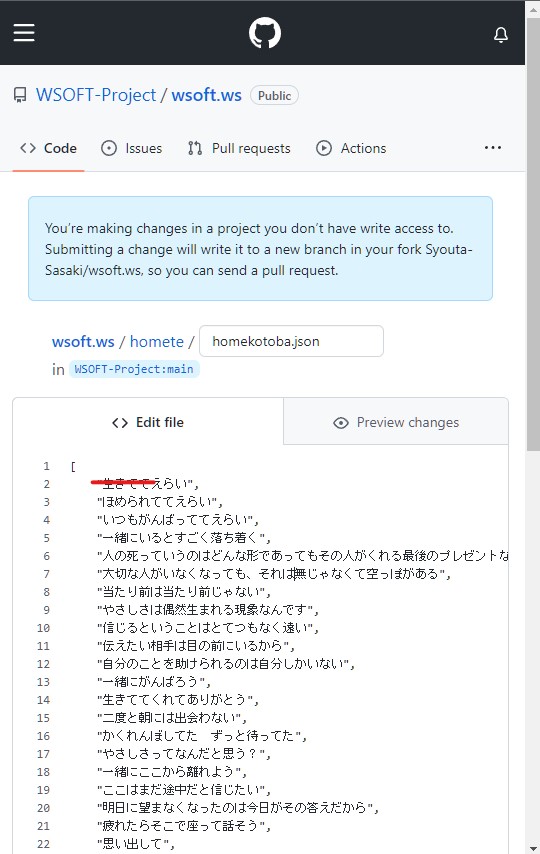 WSOFT-Project / wsoft.ws Public
Code Issues Pull requests Actions ...
You're making changes in a project you don't have write access to.
Submitting a change will write it to a new branch in your fork Syouta-
Sasaki/wsoft.ws, so you can send a pull request.
wsoft.ws / homete / homekotoba.json
in WSOFT-Project:main
<> Edit file Preview changes
1 [
2 "生きててえらい",
3 "ほめられててえらい",
4 "いつもがんばっててえらい",
5 "一緒にいるとすごく落ち着く",
6 "人の死っていうのはどんな形であってもその人がくれる最後のプレゼントな
7 "大切な人がいなくなっても、それは無じゃなくて空っぽがある",
8 "当たり前は当たり前じゃない",
9 "やさしさは偶然生まれる現象なんです",
10 "信じるということはとてつもなく遠い",
11 "伝えたい相手は目の前にいるから",
12 "自分のことを助けられるのは自分しかいない",
13 "一緒にがんばろう",
14 "生きててくれてありがとう",
15 "二度と朝には出会わない",
16 "かくれんぼしてた　ずっと待ってた",
17 "やさしさってなんだと思う？",
18 "一緒にここから離れよう",
19 "ここはまだ途中だと信じたい",
20 "明日に望まなくなったのは今日がその答えだから",
21 "疲れたらそこで座って話そう",
22 "思い出して",